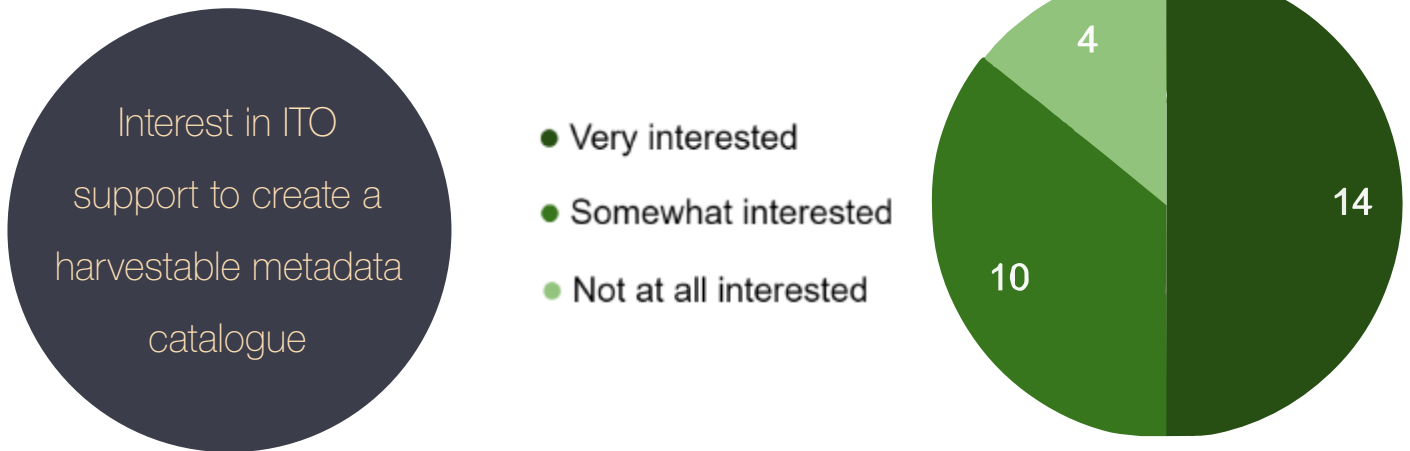 Interest in ITO
support to create a
harvestable metadata
catalogue
Very interested
Somewhat interested
Not at all interested
4
14
10